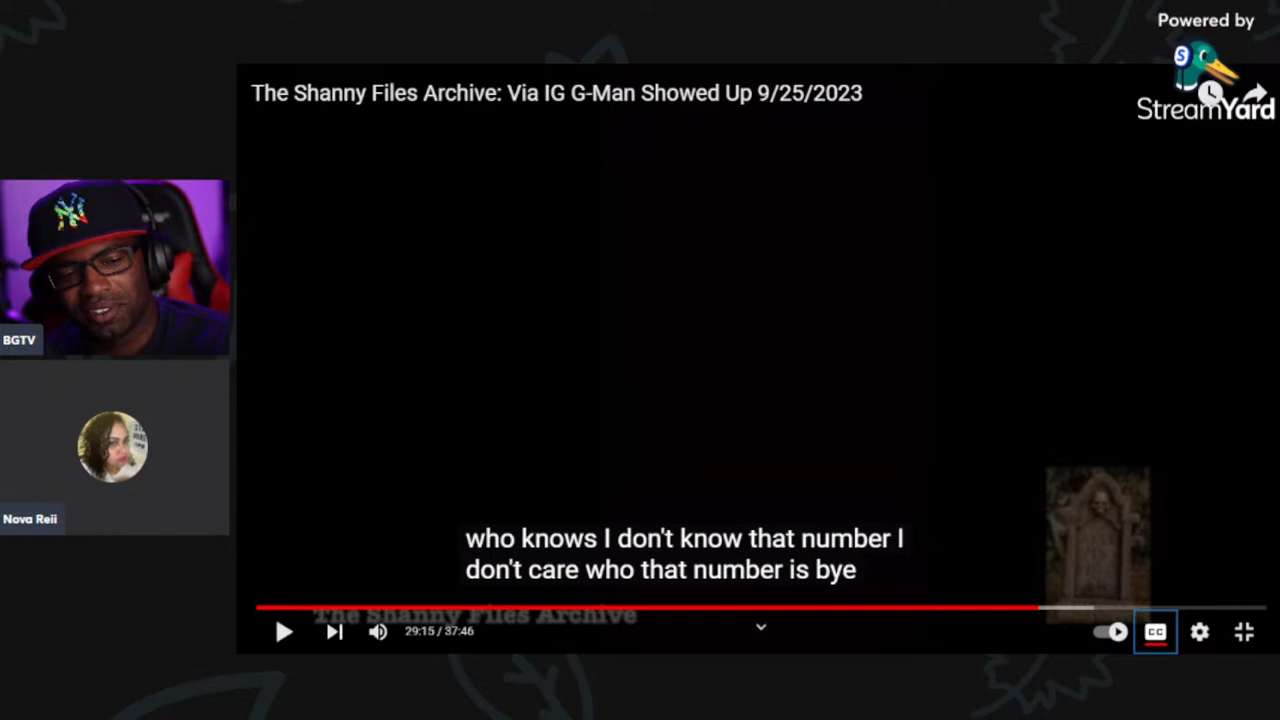 Powered by
StreamYard
The Shanny Files Archive: Via IG G-Man Showed Up 9/25/2023
BGTV
Nova Reii
who knows I don't know that number I
don't care who that number is bye
The Shanny Files Archive
29:15 / 37:46
CC